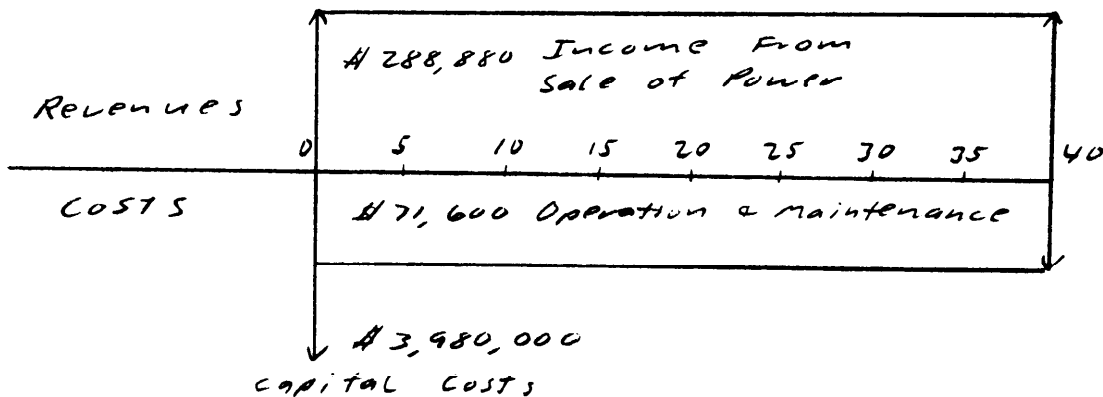 $ 288,880 Income From
Sale of Power
Revenues
0 5 10 15 20 25 30 35 40
Costs
$ 71,600 Operation & Maintenance
$ 3,980,000
Capital Costs